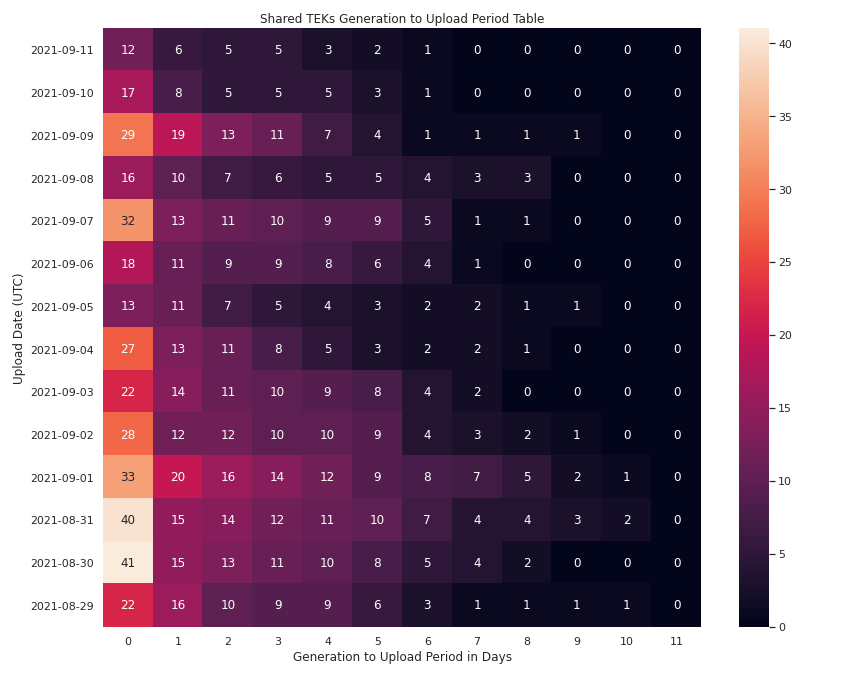 Shared TEKs Generation to Upload Period Table
Upload Date (UTC)
2021-09-11 12 6 5 5 3 2 1 0 0 0 0 0
2021-09-10 17 8 5 5 5 3 1 0 0 0 0 0
2021-09-09 29 19 13 11 7 4 1 1 1 1 0 0
2021-09-08 16 10 7 6 5 5 4 3 3 0 0 0
2021-09-07 32 13 11 10 9 9 5 1 1 0 0 0
2021-09-06 18 11 9 9 8 6 4 1 0 0 0 0
2021-09-05 13 11 7 5 4 3 2 2 1 1 0 0
2021-09-04 27 13 11 8 5 3 2 2 1 0 0 0
2021-09-03 22 14 11 10 9 8 4 2 0 0 0 0
2021-09-02 28 12 12 10 10 9 4 3 2 1 0 0
2021-09-01 33 20 16 14 12 9 8 7 5 2 1 0
2021-08-31 40 15 14 12 11 10 7 4 4 3 2 0
2021-08-30 41 15 13 11 10 8 5 4 2 0 0 0
2021-08-29 22 16 10 9 9 6 3 1 1 1 1 0
0 1 2 3 4 5 6 7 8 9 10 11
Generation to Upload Period in Days
40
35
30
25
20
15
10
5
0